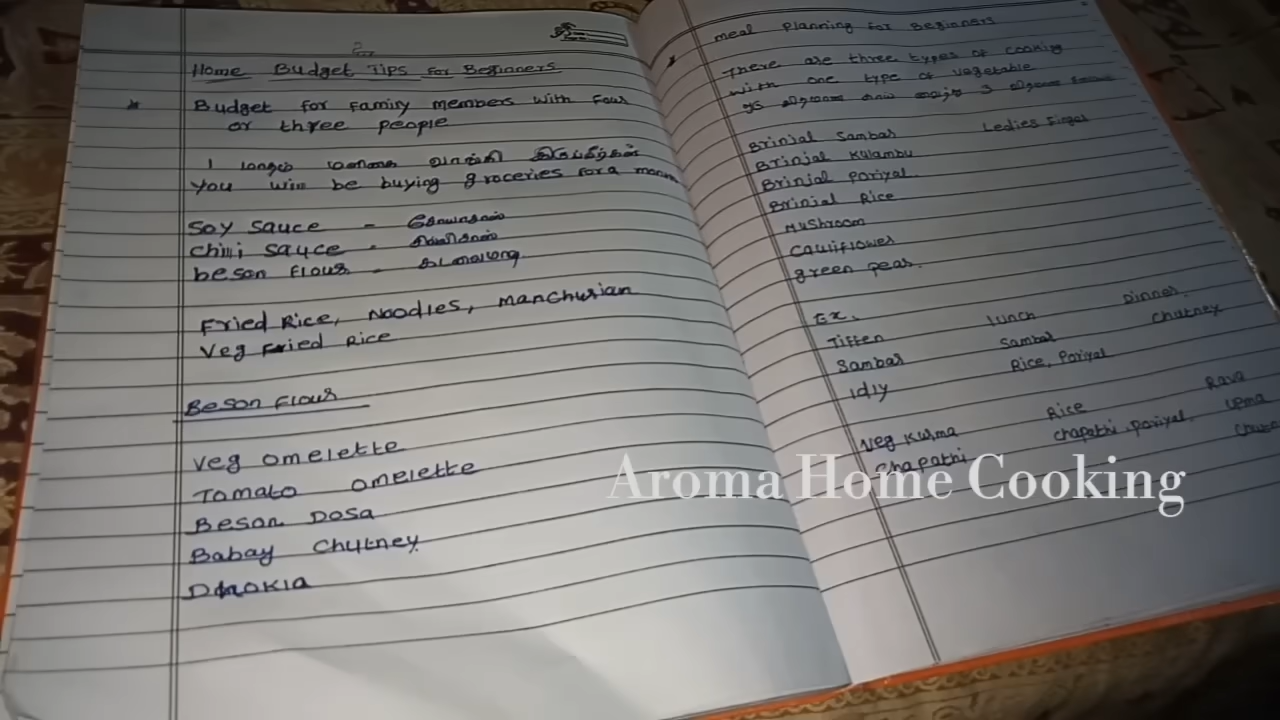 2
Home Budget Tips For Beginners
* Budget for Family members with Four
or three people
You will be buying groceries for a month
Soy Sauce -
Chilli Sauce -
beson Flour - கடலைமாவு
Fried Rice, Noodles, Manchurian
Veg Fried Rice
Beson Flour
Veg omelette
Tomato omelette
Beson Dosa
Babay Chutney
Dhokla
* meal Planning for Beginners
There are three types of cooking
with one type of vegetable
Brinjal Sambar Ledies Finger
Brinjal Kulambu
Brinjal Poriyal
Brinjal Rice
Mushroom
Cauliflower
green peas
Ex.
Tiffen lunch Dinner
Sambar Sambar Chutney
Idly Rice, Poriyal
Veg Kurma Rice Rava
Chapathi Chapathi Poriyal Upma
Aroma Home Cooking